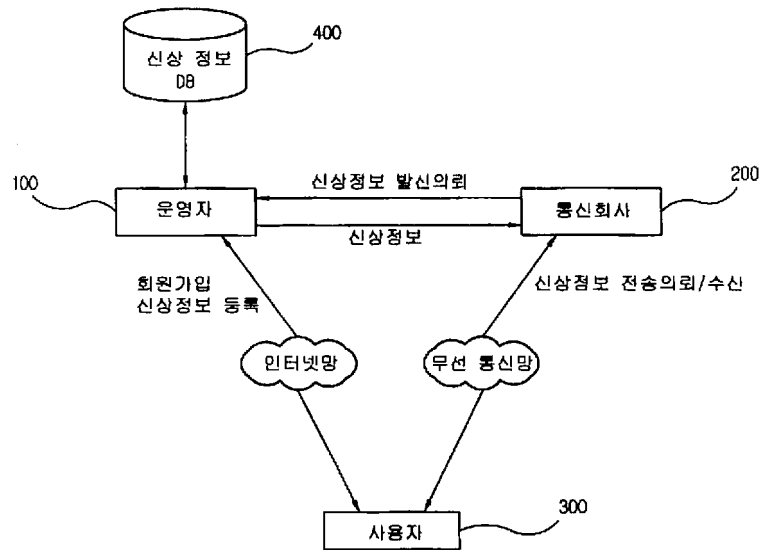 400
신상 정보
DB
신상정보 발신의뢰
100
200
운영자
통신회사
신상정보
회원가입
신상정보 등록
신상정보 전송의뢰/수산
인터넷망
무선 통신망
300
사용자